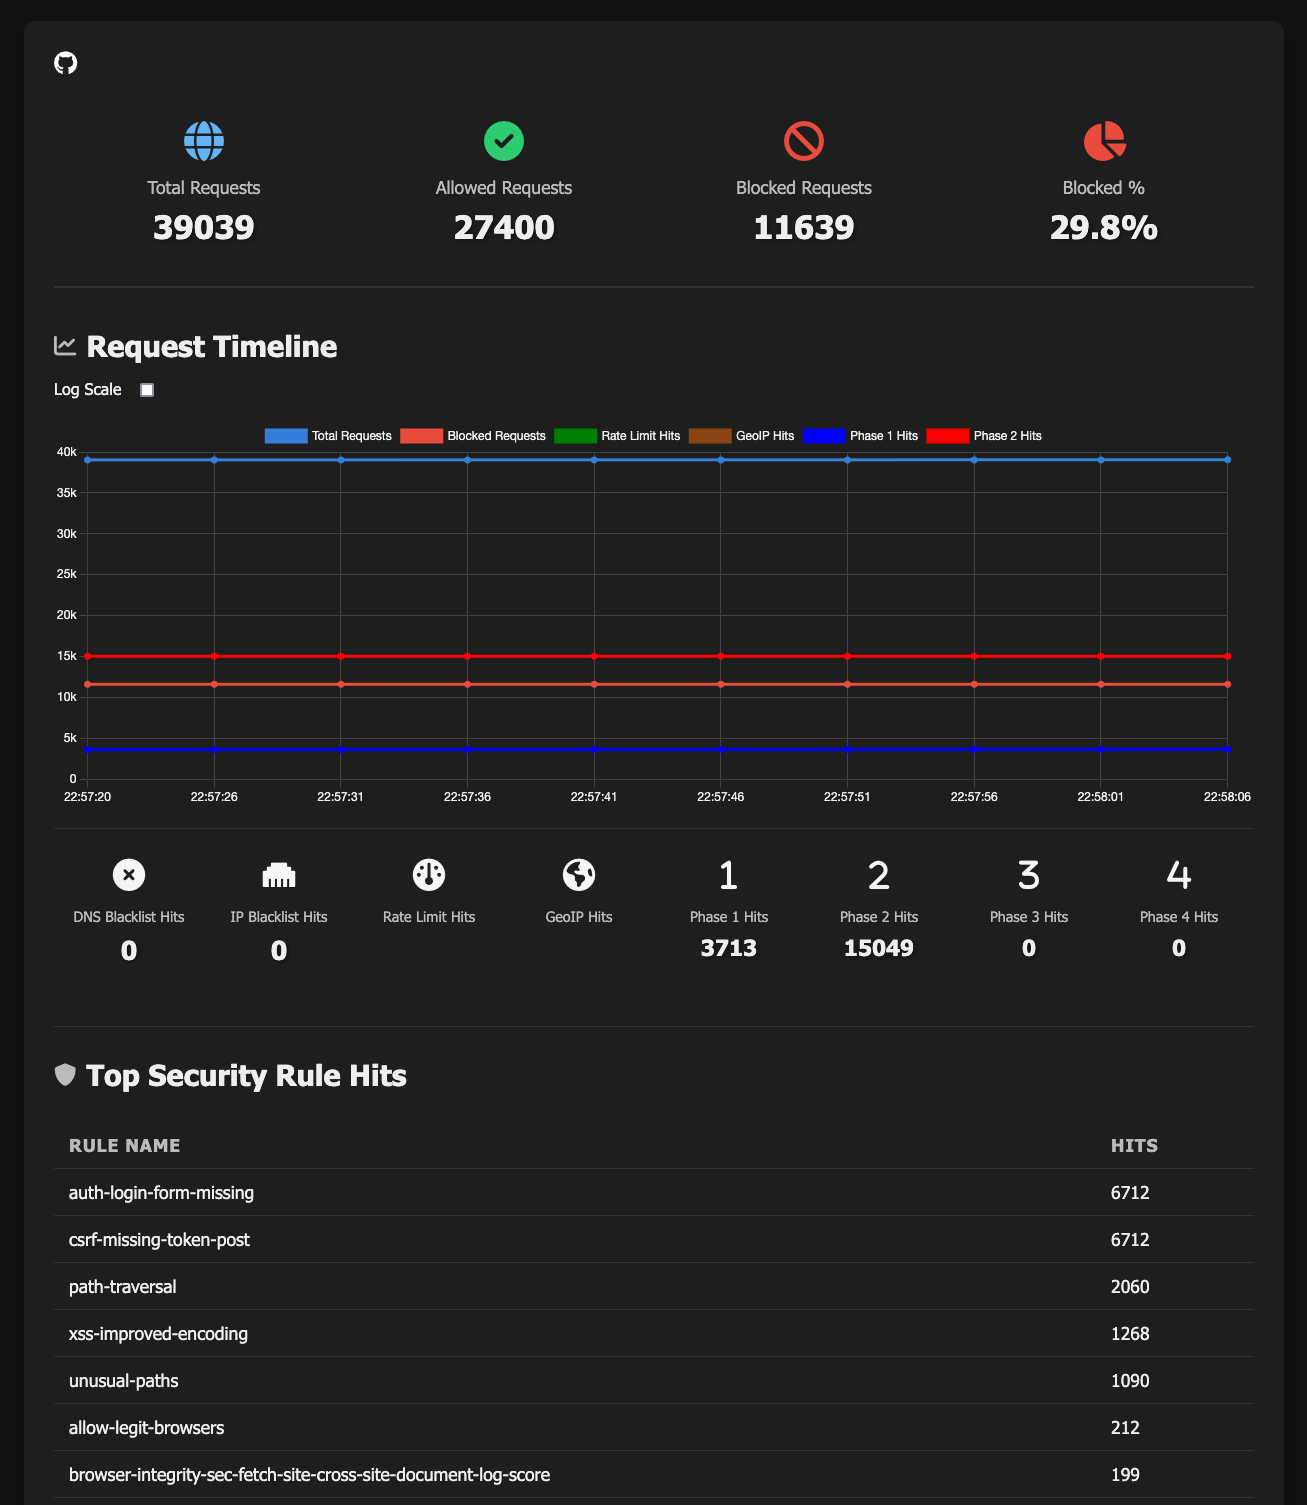 Total Requests Allowed Requests Blocked Requests Blocked %
39039 27400 11639 29.8%
Request Timeline
Log Scale
Total Requests Blocked Requests Rate Limit Hits GeoIP Hits Phase 1 Hits Phase 2 Hits
40k
35k
30k
25k
20k
15k
10k
5k
0
22:57:20 22:57:26 22:57:31 22:57:36 22:57:41 22:57:46 22:57:51 22:57:56 22:58:01 22:58:06
1 2 3 4
DNS Blacklist Hits IP Blacklist Hits Rate Limit Hits GeoIP Hits Phase 1 Hits Phase 2 Hits Phase 3 Hits Phase 4 Hits
0 0 3713 15049 0 0
Top Security Rule Hits
RULE NAME HITS
auth-login-form-missing 6712
csrf-missing-token-post 6712
path-traversal 2060
xss-improved-encoding 1268
unusual-paths 1090
allow-legit-browsers 212
browser-integrity-sec-fetch-site-cross-site-document-log-score 199